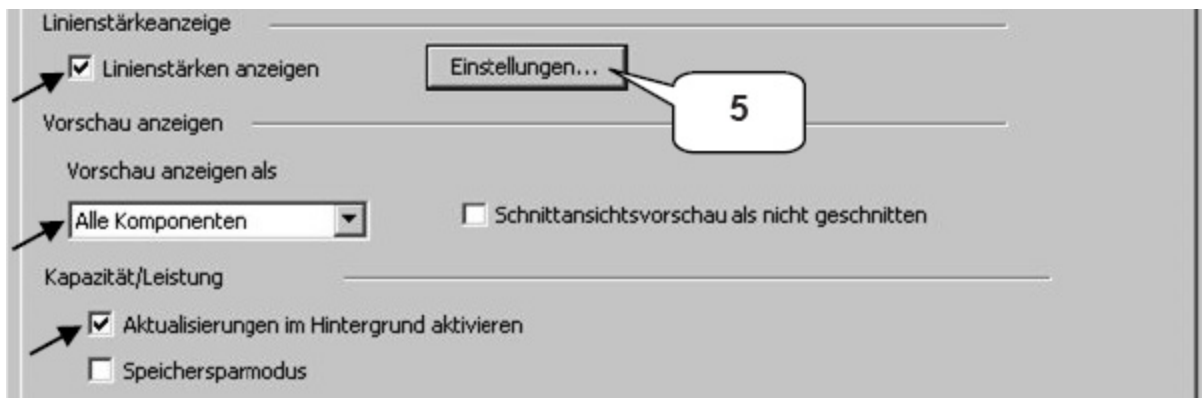 Linienstärkeanzeige
Linienstärken anzeigen Einstellungen...
5
Vorschau anzeigen
Vorschau anzeigen als
Alle Komponenten Schnittansichtsvorschau als nicht geschnitten
Kapazität/Leistung
Aktualisierungen im Hintergrund aktivieren
Speichersparmodus